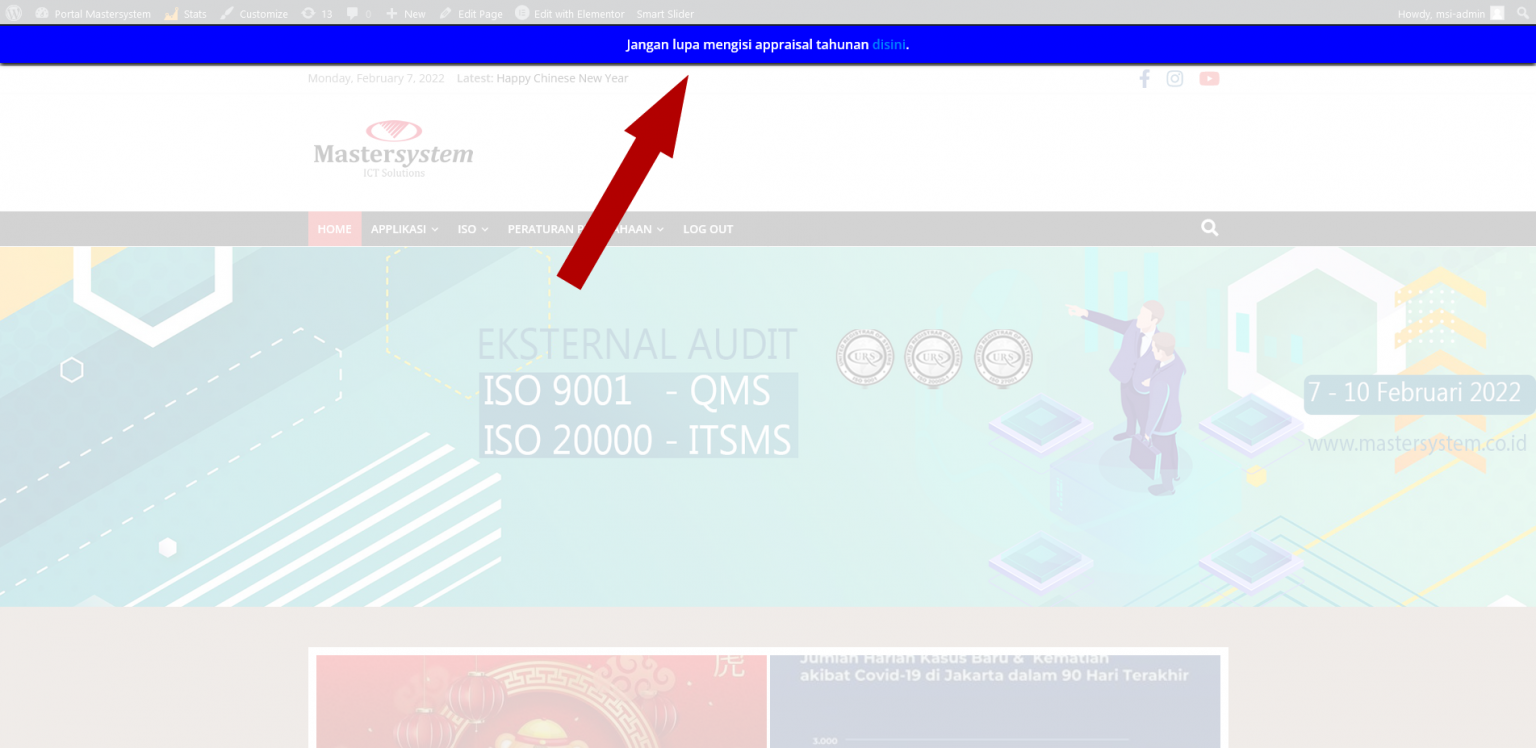 Portal Mastersystem Stats Customize 13 0 New Edit Page Edit with Elementor Smart Slider Howdy, msi-admin
Jangan lupa mengisi appraisal tahunan disini.
Monday, February 7, 2022 Latest: Happy Chinese New Year
Mastersystem
ICT Solutions
HOME APPLIKASI ISO PERATURAN P AHAAN LOG OUT
EKSTERNAL AUDIT
ISO 9001 - QMS
ISO 20000 - ITSMS
URS URS URS
7 - 10 Februari 2022
www.mastersystem.co.id
虎
Jumlah Harian Kasus Baru & Kematian
akibat Covid-19 di Jakarta dalam 90 Hari Terakhir
3.000